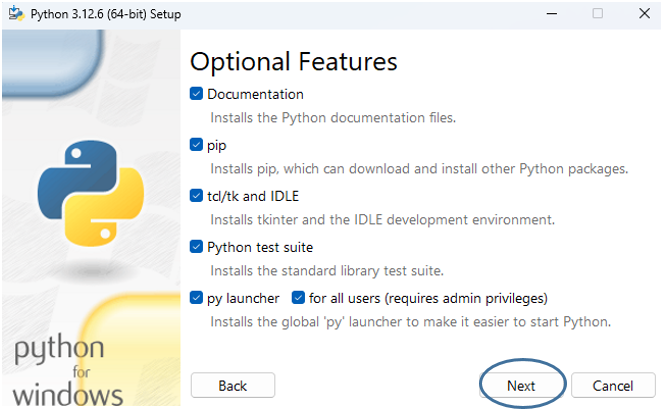 Python 3.12.6 (64-bit) Setup
Optional Features
Documentation
Installs the Python documentation files.
pip
Installs pip, which can download and install other Python packages.
tcl/tk and IDLE
Installs tkinter and the IDLE development environment.
Python test suite
Installs the standard library test suite.
py launcher for all users (requires admin privileges)
Installs the global 'py' launcher to make it easier to start Python.
python
for
windows
Back Next Cancel